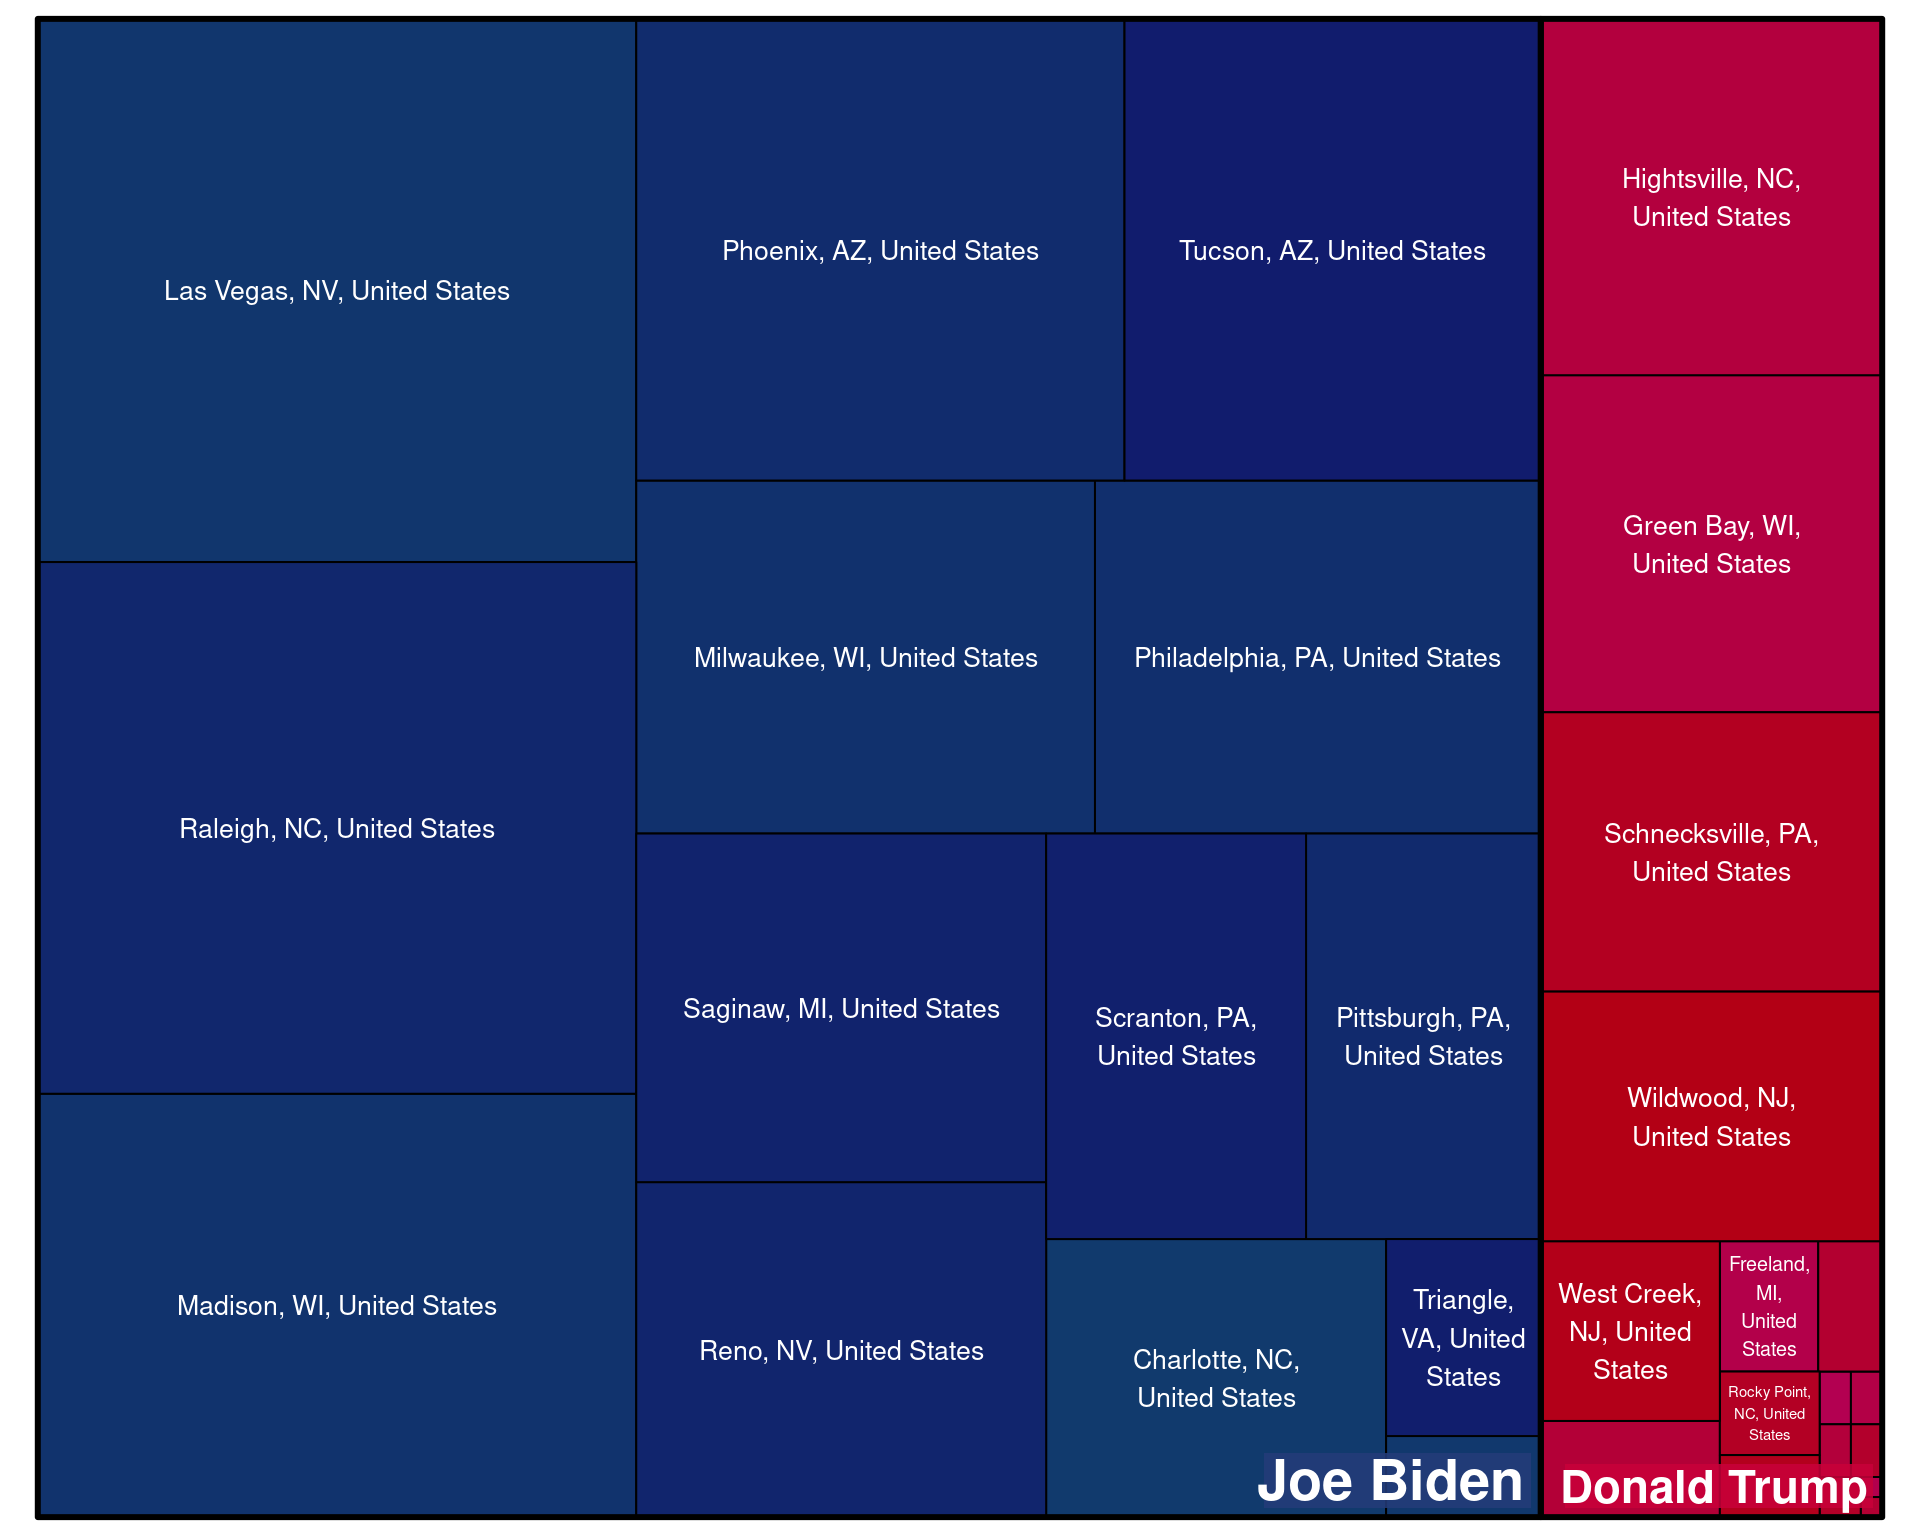 Las Vegas, NV, United States
Raleigh, NC, United States
Madison, WI, United States
Phoenix, AZ, United States
Tucson, AZ, United States
Milwaukee, WI, United States
Philadelphia, PA, United States
Saginaw, MI, United States
Reno, NV, United States
Scranton, PA,
United States
Pittsburgh, PA,
United States
Charlotte, NC,
United States
Triangle,
VA, United
States
Joe Biden
Hightsville, NC,
United States
Green Bay, WI,
United States
Schnecksville, PA,
United States
Wildwood, NJ,
United States
West Creek,
NJ, United
States
Freeland,
MI,
United
States
Rocky Point,
NC, United
States
Donald Trump